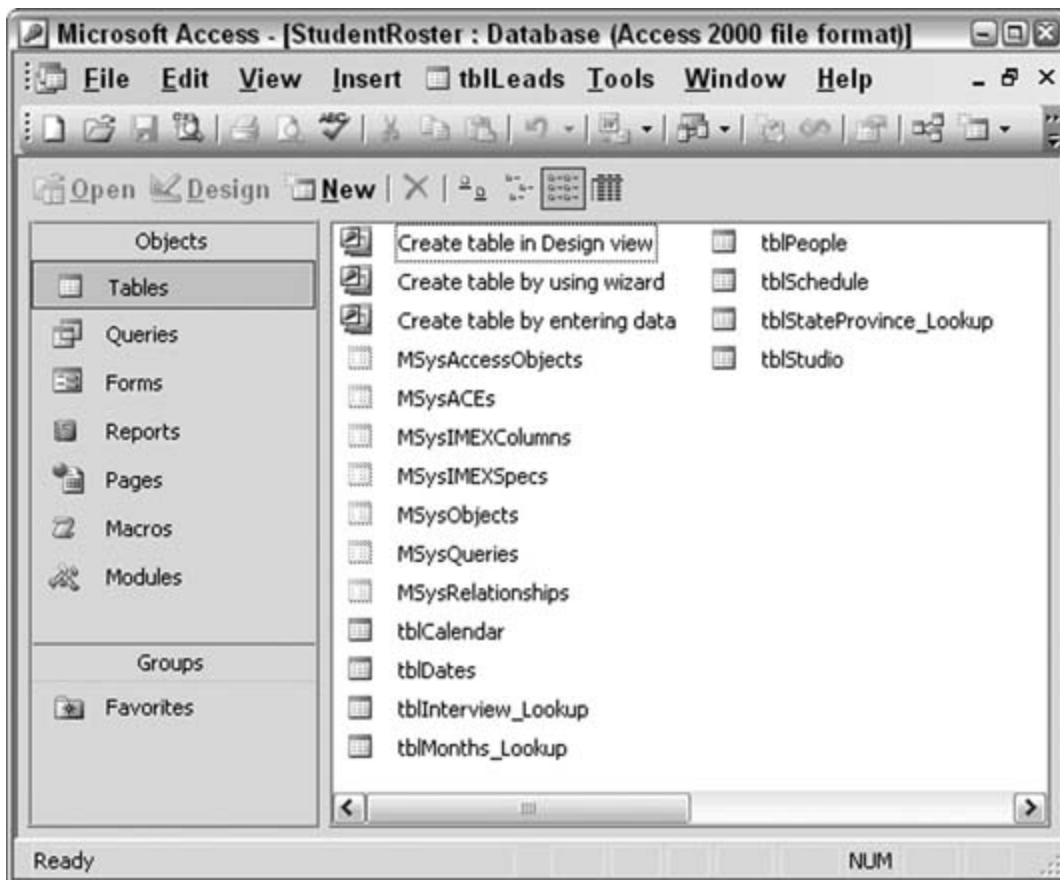 Microsoft Access - [StudentRoster : Database (Access 2000 file format)]
File Edit View Insert tblLeads Tools Window Help
Open Design New
Objects
Tables
Queries
Forms
Reports
Pages
Macros
Modules
Groups
Favorites
Create table in Design view
Create table by using wizard
Create table by entering data
MSysAccessObjects
MSysACEs
MSysIMEXColumns
MSysIMEXSpecs
MSysObjects
MSysQueries
MSysRelationships
tblCalendar
tblDates
tblInterview_Lookup
tblMonths_Lookup
tblPeople
tblSchedule
tblStateProvince_Lookup
tblStudio
Ready NUM